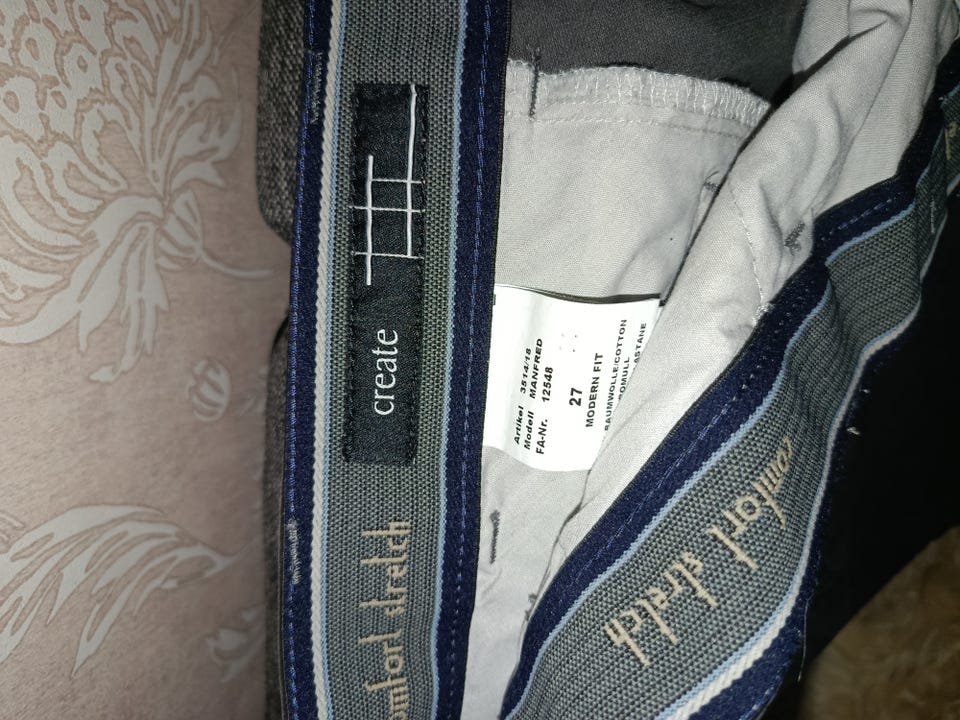 create
comfort stretch
Artikel 3514/18
Modell MANFRED
FA-Nr. 12548
27
MODERN FIT
BAUMWOLLE/COTTON
comfort stretch